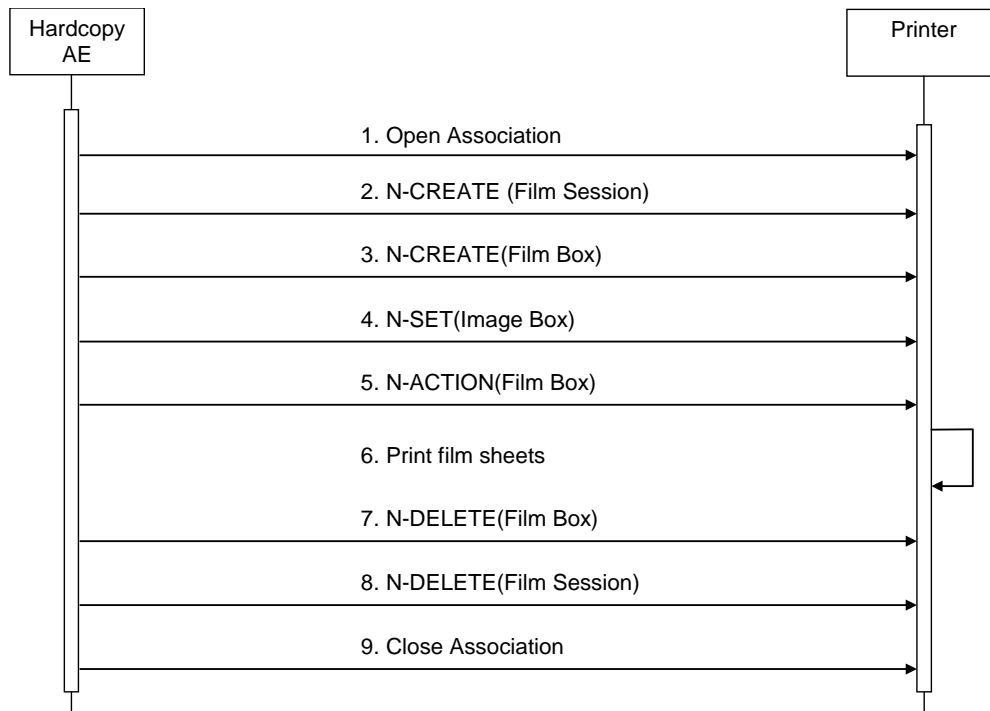 Hardcopy
AE
Printer
1. Open Association
2. N-CREATE (Film Session)
3. N-CREATE(Film Box)
4. N-SET(Image Box)
5. N-ACTION(Film Box)
6. Print film sheets
7. N-DELETE(Film Box)
8. N-DELETE(Film Session)
9. Close Association